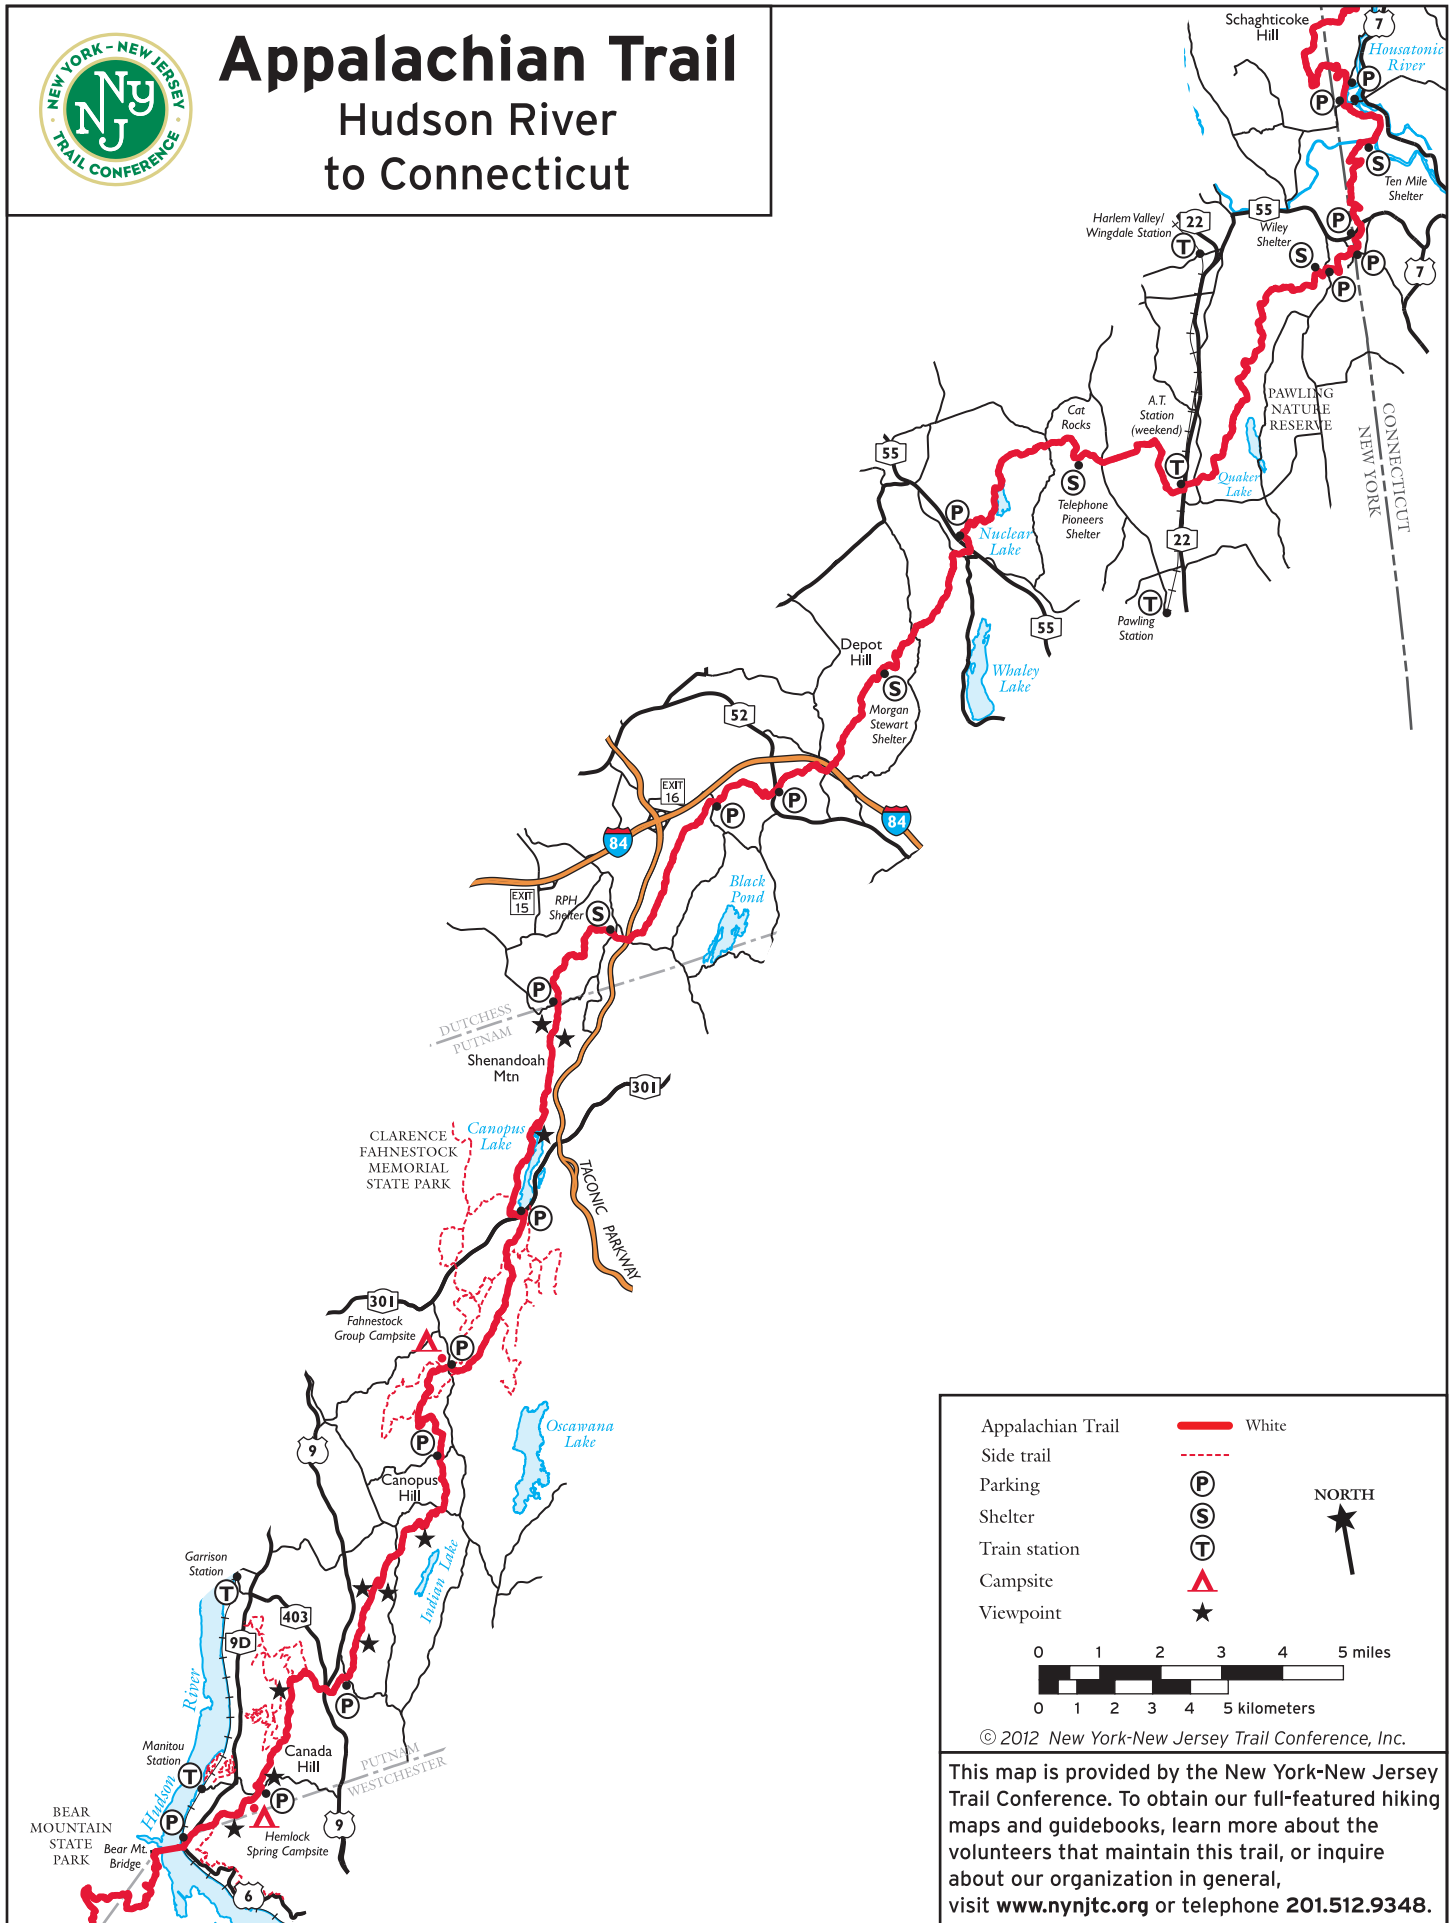 NEW YORK - NEW JERSEY
NY
NJ
TRAIL CONFERENCE
Appalachian Trail
Hudson River
to Connecticut
Schaghticoke
Hill
7
Housatonic
River
P
P
S
Ten Mile
Shelter
Harlem Valley/
Wingdale Station
22
T
55
Wiley
Shelter
P
S
P
P
7
PAWLING
NATURE
RESERVE
CONNECTICUT
NEW YORK
A.T.
Station
(weekend)
T
Quaker
Lake
22
T
Pawling
Station
Cat
Rocks
S
Telephone
Pioneers
Shelter
55
P
Nuclear
Lake
55
Whaley
Lake
Depot
Hill
S
Morgan
Stewart
Shelter
52
EXIT
16
P
P
84
84
EXIT
15
RPH
Shelter
S
Black
Pond
P
DUTCHESS
PUTNAM
Shenandoah
Mtn
301
CLARENCE
FAHNESTOCK
MEMORIAL
STATE PARK
Canopus
Lake
TACONIC PARKWAY
P
301
Fahnestock
Group Campsite
P
9
P
Canopus
Hill
Oscawana
Lake
Indian Lake
Garrison
Station
T
403
9D
River
P
Manitou
Station
T
Canada
Hill
PUTNAM
WESTCHESTER
Hudson
P
P
9
BEAR
MOUNTAIN
STATE
PARK
Bear Mt.
Bridge
Hemlock
Spring Campsite
6
Appalachian Trail White
Side trail
Parking P
Shelter S
Train station T
Campsite
Viewpoint
NORTH
0 1 2 3 4 5 miles
0 1 2 3 4 5 kilometers
© 2012 New York-New Jersey Trail Conference, Inc.
This map is provided by the New York-New Jersey
Trail Conference. To obtain our full-featured hiking
maps and guidebooks, learn more about the
volunteers that maintain this trail, or inquire
about our organization in general,
visit www.nynjtc.org or telephone 201.512.9348.